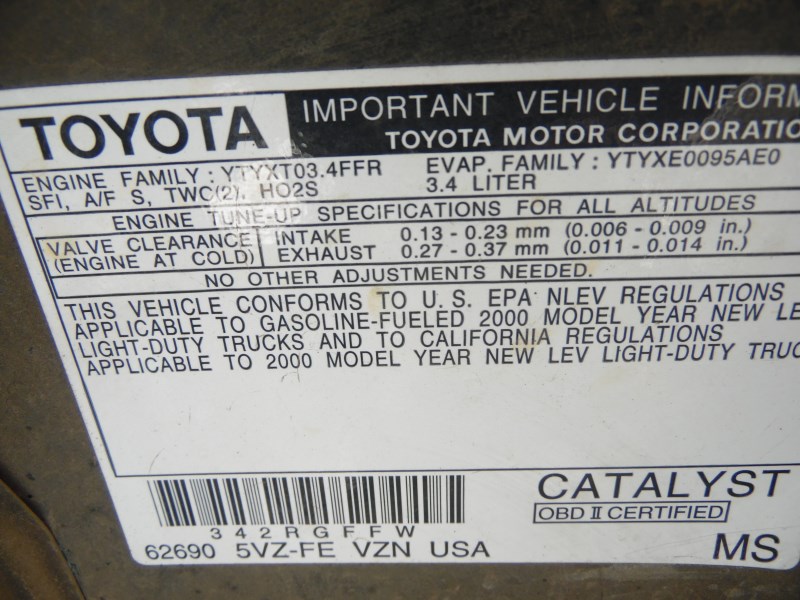 TOYOTA IMPORTANT VEHICLE INFORM
TOYOTA MOTOR CORPORATIO
ENGINE FAMILY : YTYXT03.4FFR EVAP. FAMILY : YTYXE0095AE0
SFI, A/F S, TWC(2), HO2S 3.4 LITER
ENGINE TUNE-UP SPECIFICATIONS FOR ALL ALTITUDES
VALVE CLEARANCE INTAKE 0.13 - 0.23 mm (0.006 - 0.009 in.)
(ENGINE AT COLD) EXHAUST 0.27 - 0.37 mm (0.011 - 0.014 in.)
NO OTHER ADJUSTMENTS NEEDED.
THIS VEHICLE CONFORMS TO U. S. EPA NLEV REGULATIONS
APPLICABLE TO GASOLINE-FUELED 2000 MODEL YEAR NEW LE
LIGHT-DUTY TRUCKS AND TO CALIFORNIA REGULATIONS
APPLICABLE TO 2000 MODEL YEAR NEW LEV LIGHT-DUTY TRUC
CATALYST
OBD II CERTIFIED
342RGFFW
62690 5VZ-FE VZN USA MS